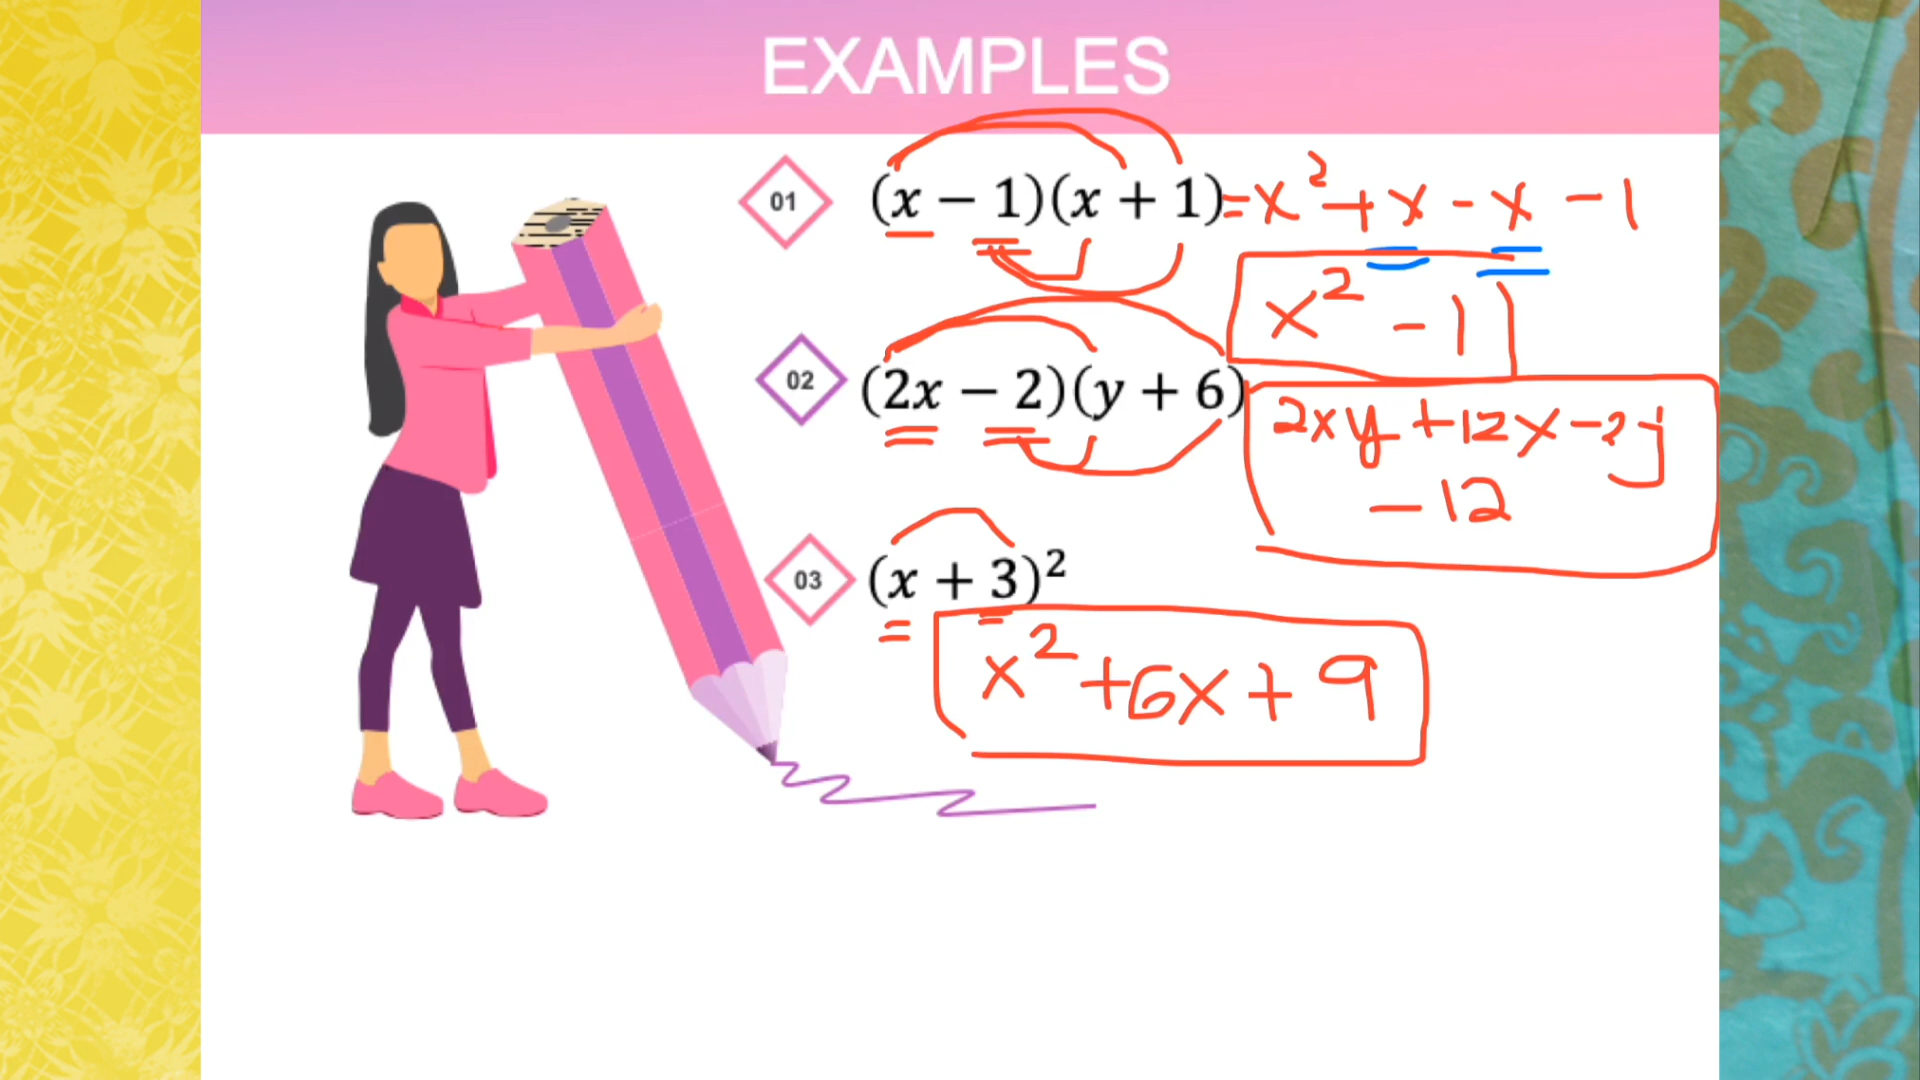 EXAMPLES
01 (x − 1)(x + 1) = x² + x - x - 1
x² - 1
02 (2x − 2)(y + 6)
2xy + 12x - 2y
- 12
03 (x + 3)²
x² + 6x + 9